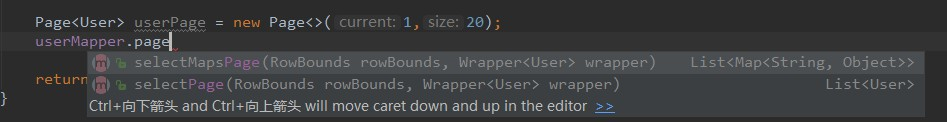 Page<User> userPage = new Page<>( current: 1, size: 20);
userMapper.page
selectMapsPage(RowBounds rowBounds, Wrapper<User> wrapper) List<Map<String, Object>>
selectPage(RowBounds rowBounds, Wrapper<User> wrapper) List<User>
return
Ctrl+向下箭头 and Ctrl+向上箭头 will move caret down and up in the editor >>
}